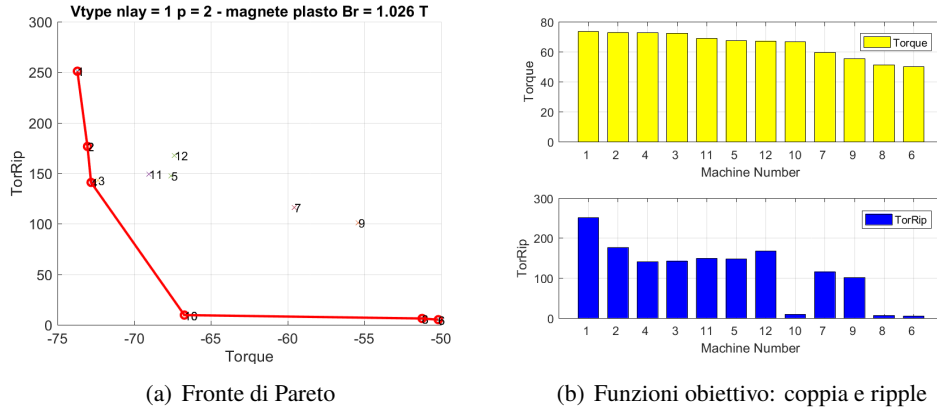 Vtype nlay = 1 p = 2 - magnete plasto Br = 1.026 T
300
250
200
150
100
50
0
TorRip
-75 -70 -65 -60 -55 -50
Torque
1
2
3
4
11
5
12
7
9
10
8
6
80
60
40
20
0
Torque
Torque
1 2 4 3 11 5 12 10 7 9 8 6
Machine Number
300
200
100
0
TorRip
TorRip
1 2 4 3 11 5 12 10 7 9 8 6
Machine Number
(a) Fronte di Pareto
(b) Funzioni obiettivo: coppia e ripple